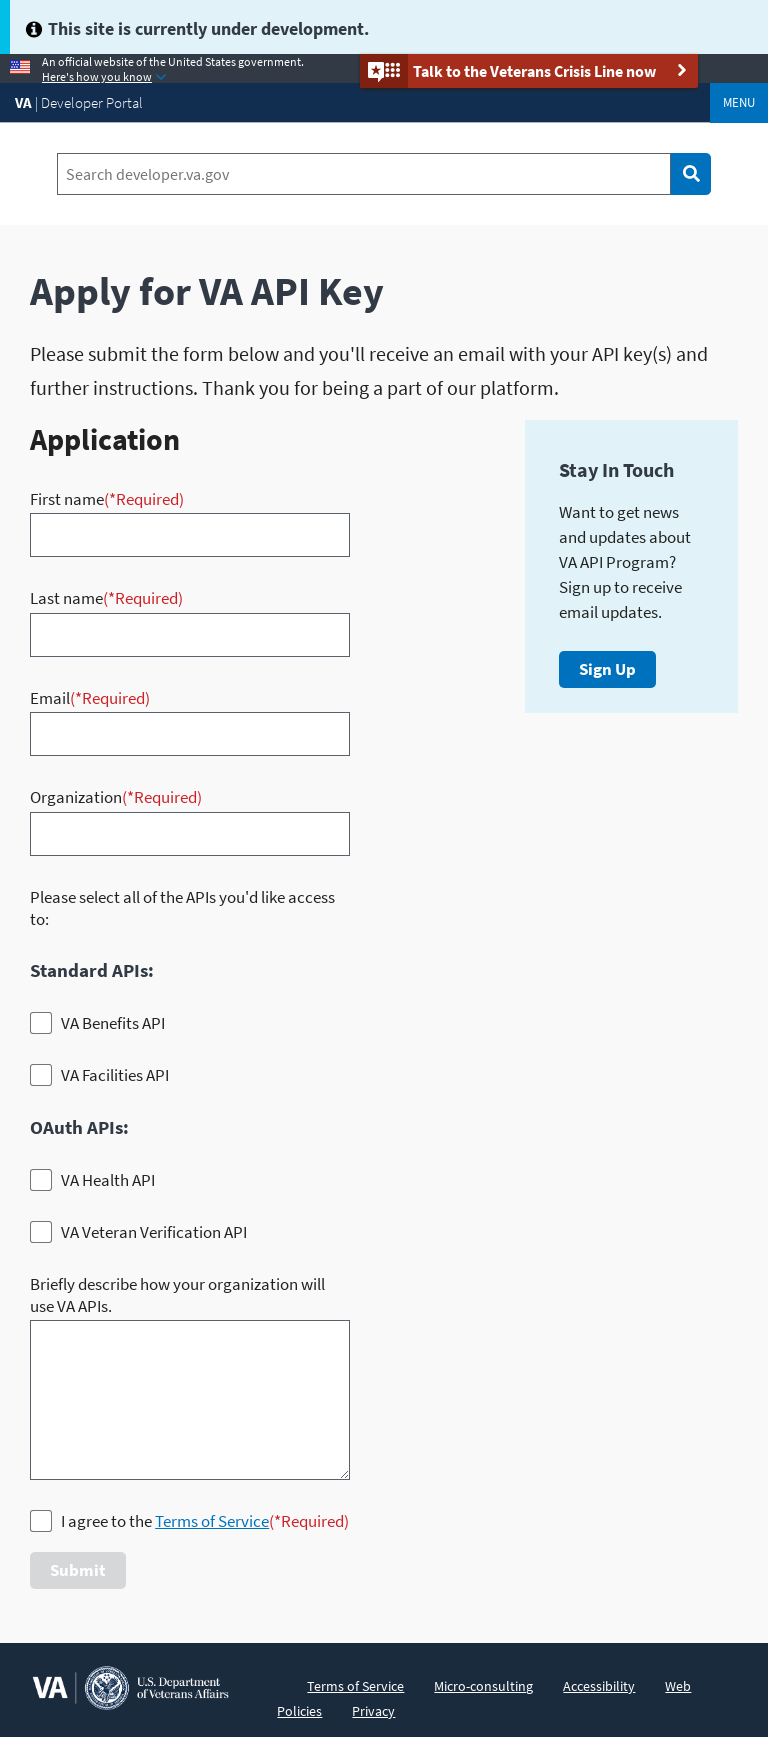 This site is currently under development.
An official website of the United States government.
Here's how you know
Talk to the Veterans Crisis Line now
VA | Developer Portal
MENU
Search developer.va.gov
Apply for VA API Key
Please submit the form below and you'll receive an email with your API key(s) and
further instructions. Thank you for being a part of our platform.
Application
First name(*Required)
Last name(*Required)
Email(*Required)
Organization(*Required)
Please select all of the APIs you'd like access
to:
Standard APIs:
VA Benefits API
VA Facilities API
OAuth APIs:
VA Health API
VA Veteran Verification API
Briefly describe how your organization will
use VA APIs.
I agree to the Terms of Service(*Required)
Submit
Stay In Touch
Want to get news
and updates about
VA API Program?
Sign up to receive
email updates.
Sign Up
VA
U.S. Department
of Veterans Affairs
Terms of Service Micro-consulting Accessibility Web
Policies Privacy